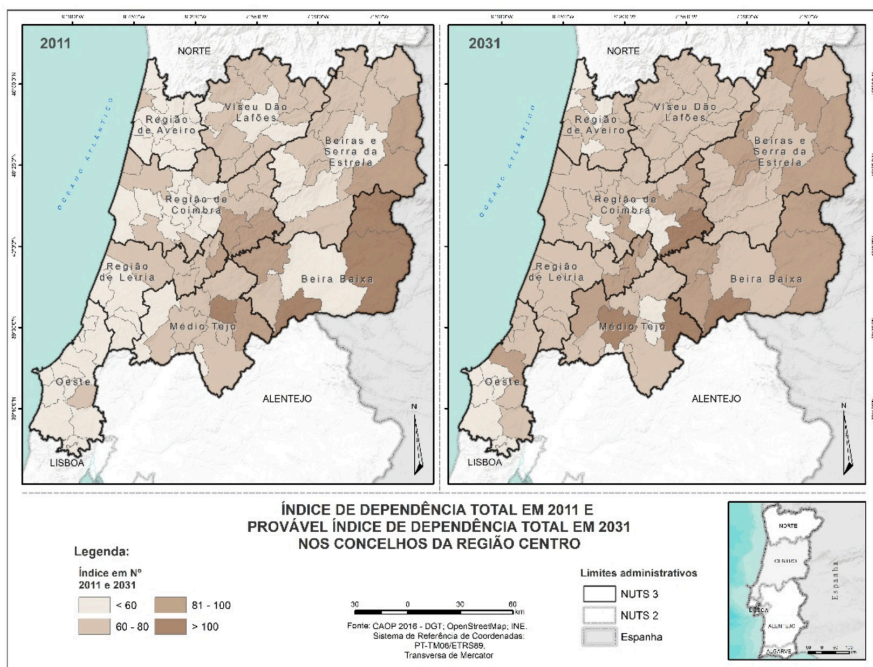 2011
NORTE
OCEANO ATLÂNTICO
Região
de Aveiro
Viseu Dão
Lafões
Beiras e
Serra da
Estrela
Região de
Coimbra
Região
de Leiria
Beira Baixa
Médio Tejo
Oeste
ALENTEJO
LISBOA
N
2031
NORTE
OCEANO ATLÂNTICO
Região
de Aveiro
Viseu Dão
Lafões
Beiras e
Serra da
Estrela
Região de
Coimbra
Região
de Leiria
Beira Baixa
Médio Tejo
Oeste
ALENTEJO
LISBOA
N
ÍNDICE DE DEPENDÊNCIA TOTAL EM 2011 E
PROVÁVEL ÍNDICE DE DEPENDÊNCIA TOTAL EM 2031
NOS CONCELHOS DA REGIÃO CENTRO
Legenda:
Índice em Nº
2011 e 2031
< 60
81 - 100
60 - 80
> 100
30 0 30 60
km
Fonte: CAOP 2016 - DGT; OpenStreetMap; INE.
Sistema de Referência de Coordenadas:
PT-TM06/ETRS89,
Transversa de Mercator
Limites administrativos
NUTS 3
NUTS 2
Espanha
NORTE
CENTRO
Espanha
LISBOA
ALENTEJO
ALGARVE